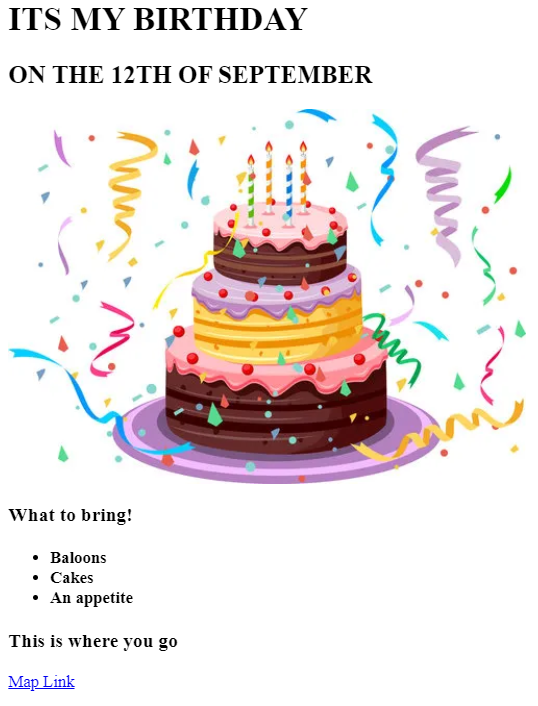 ITS MY BIRTHDAY
ON THE 12TH OF SEPTEMBER
What to bring!
Baloons
Cakes
An appetite
This is where you go
Map Link